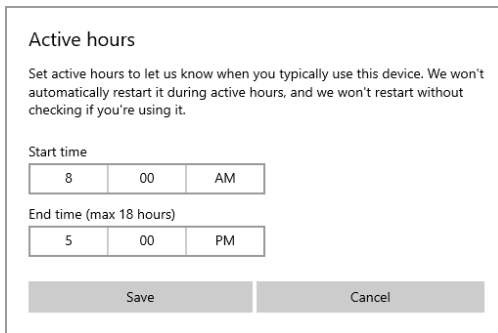 Active hours
Set active hours to let us know when you typically use this device. We won't
automatically restart it during active hours, and we won't restart without
checking if you're using it.
Start time
8 00 AM
End time (max 18 hours)
5 00 PM
Save Cancel